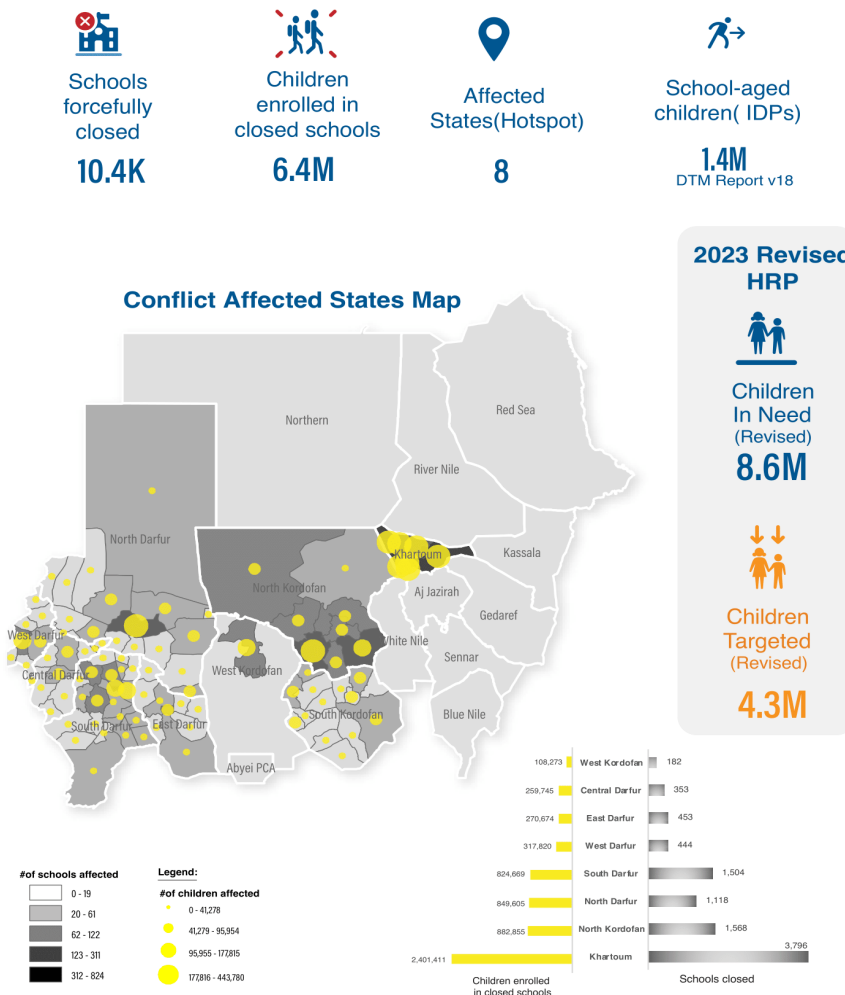 Schools
forcefully
closed
10.4K
Children
enrolled in
closed schools
6.4M
Affected
States(Hotspot)
8
School-aged
children( IDPs)
1.4M
DTM Report v18
2023 Revised
HRP
Children
In Need
(Revised)
8.6M
Children
Targeted
(Revised)
4.3M
Conflict Affected States Map
Northern
Red Sea
River Nile
North Darfur
Khartoum
Kassala
North Kordofan
Aj Jazirah
Gedaref
West Darfur
White Nile
Sennar
Central Darfur
West Kordofan
South Kordofan
Blue Nile
South Darfur
East Darfur
Abyei PCA
108,273 West Kordofan 182
259,745 Central Darfur 353
270,674 East Darfur 453
317,820 West Darfur 444
824,669 South Darfur 1,504
849,605 North Darfur 1,118
882,855 North Kordofan 1,568
2,401,411 Khartoum 3,796
Children enrolled
in closed schools
Schools closed
#of schools affected
0 - 19
20 - 61
62 - 122
123 - 311
312 - 824
Legend:
#of children affected
0 - 41,278
41,279 - 95,954
95,955 - 177,815
177,816 - 443,780